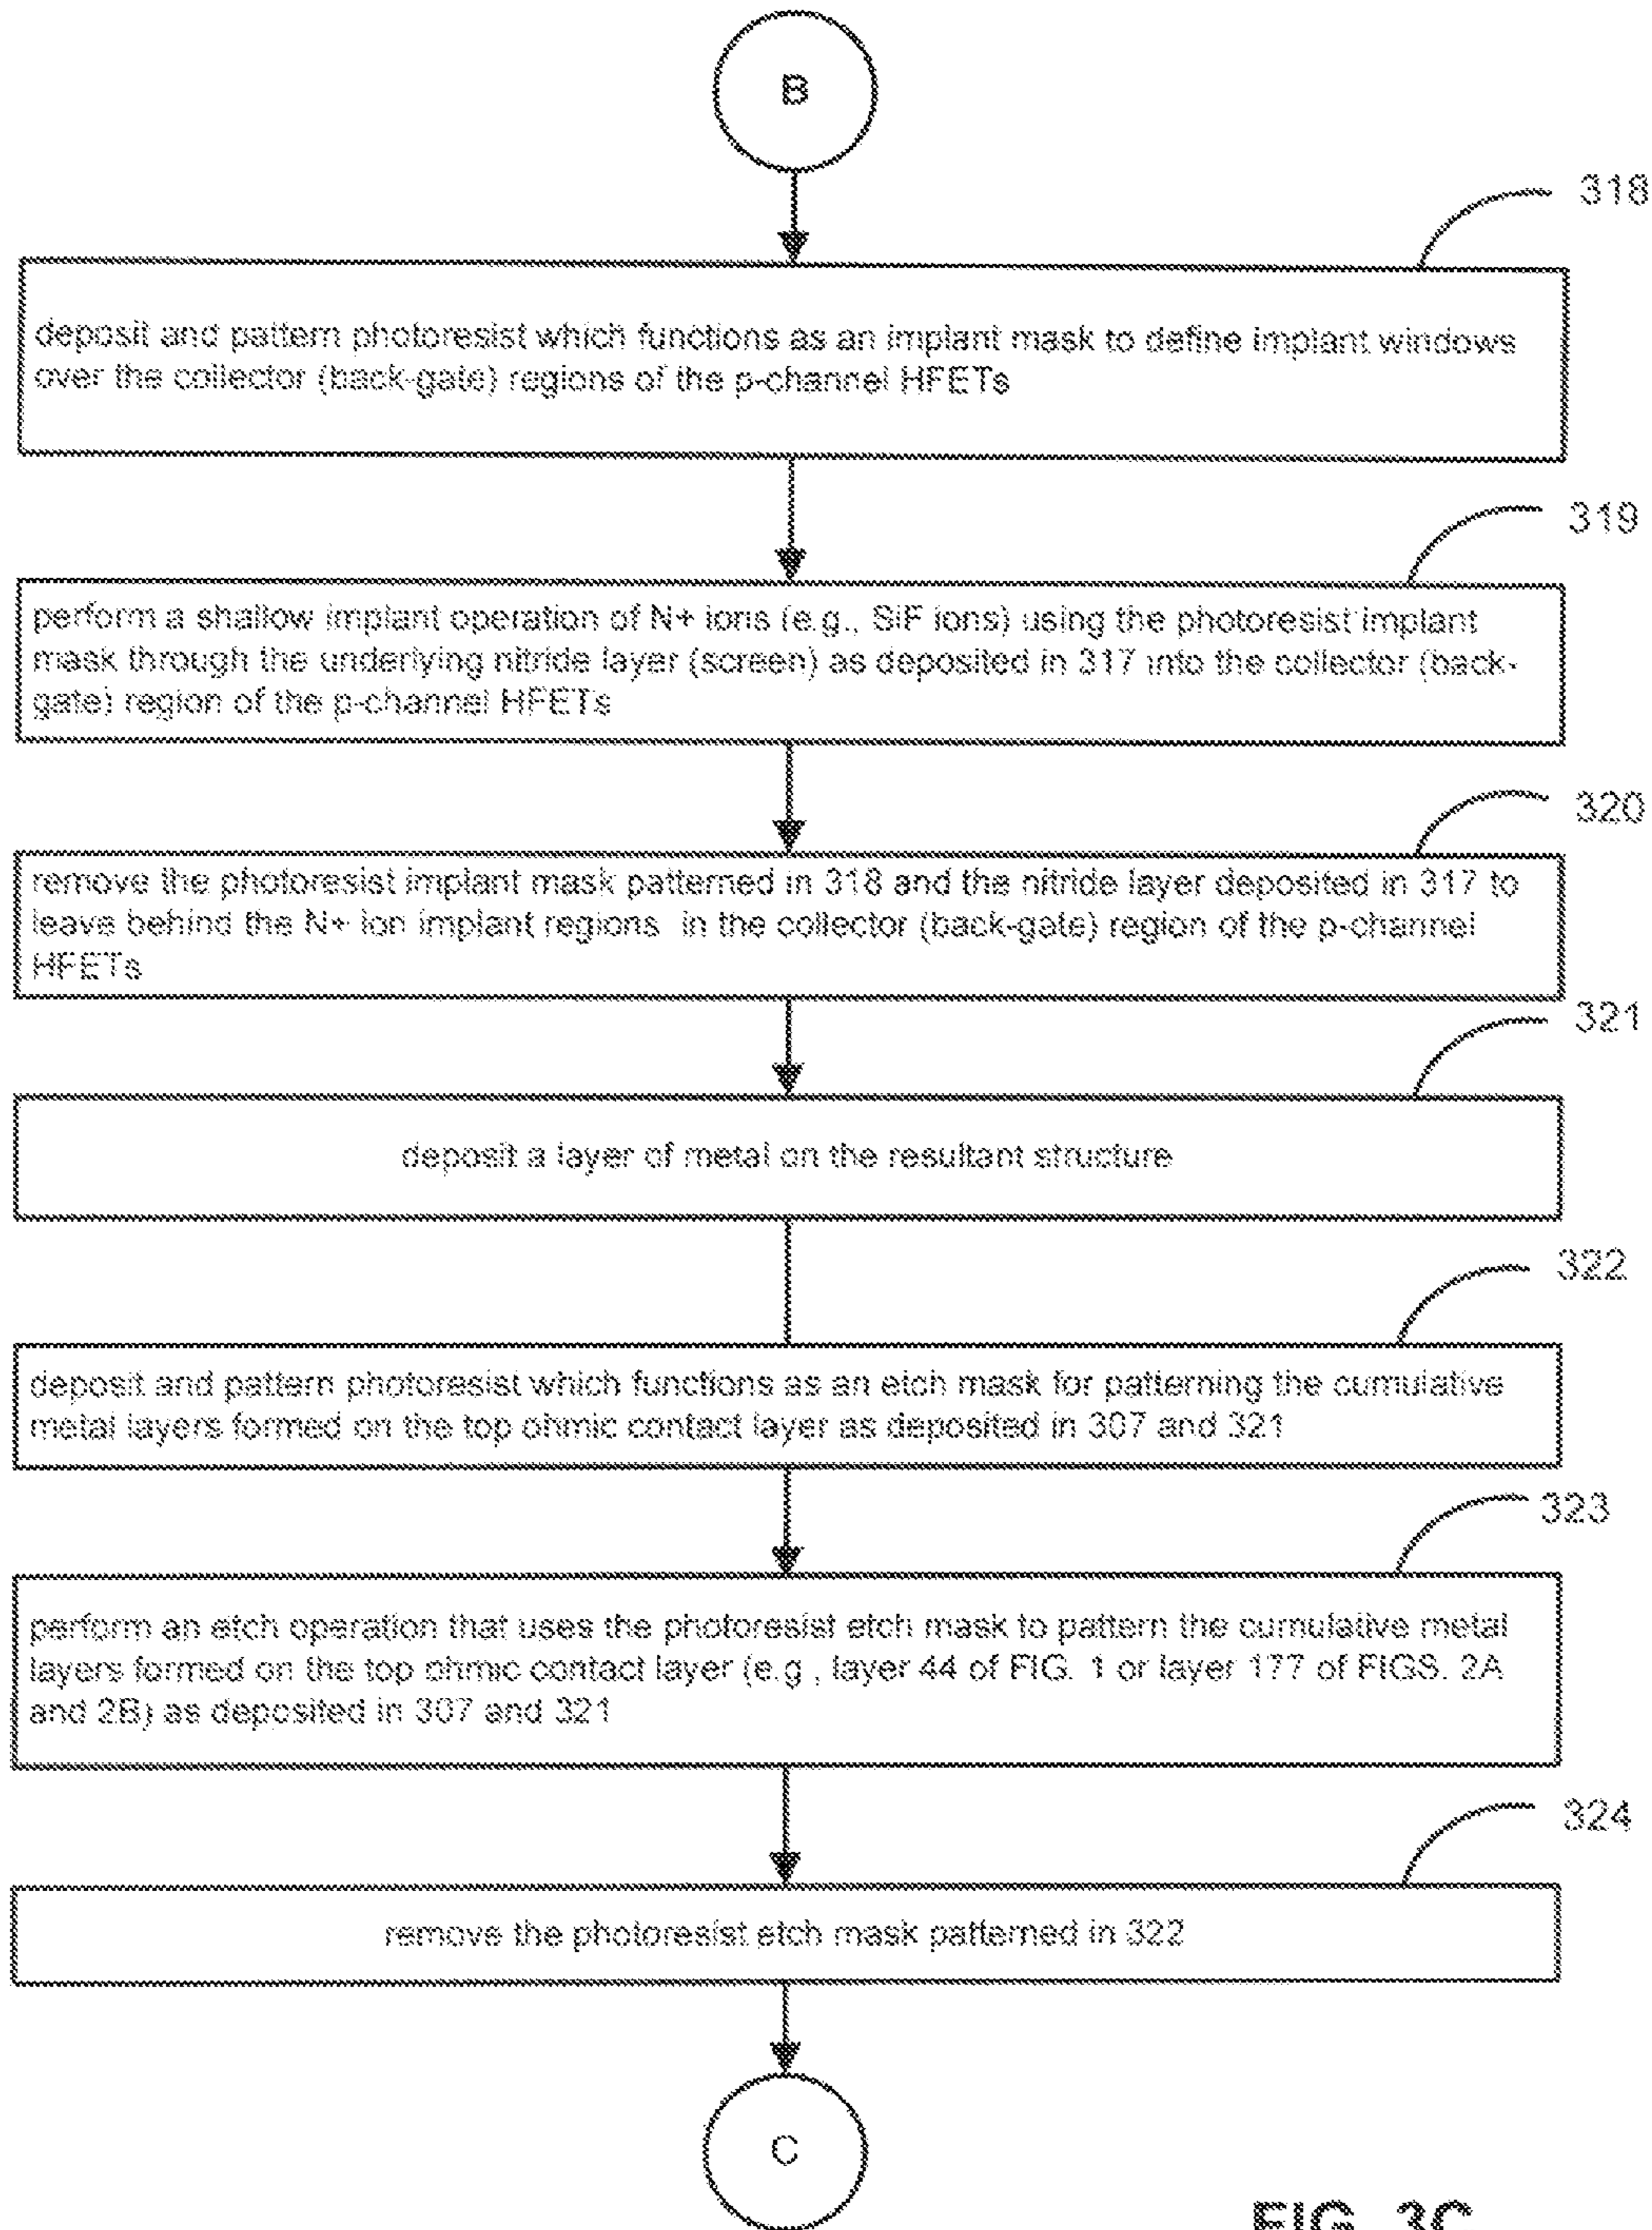 B
318
deposit and pattern photoresist which functions as an implant mask to define implant windows
over the collector (back-gate) regions of the p-channel HFETs
319
perform a shallow implant operation of N+ ions (e.g., SiF ions) using the photoresist implant
mask through the underlying nitride layer (screen) as deposited in 317 into the collector (back-
gate) region of the p-channel HFETs
320
remove the photoresist implant mask patterned in 318 and the nitride layer deposited in 317 to
leave behind the N+ ion implant regions in the collector (back-gate) region of the p-channel
HFETs
321
deposit a layer of metal on the resultant structure
322
deposit and pattern photoresist which functions as an etch mask for patterning the cumulative
metal layers formed on the top ohmic contact layer as deposited in 307 and 321
323
perform an etch operation that uses the photoresist etch mask to pattern the cumulative metal
layers formed on the top ohmic contact layer (e.g., layer 44 of FIG. 1 or layer 177 of FIGS. 2A
and 2B) as deposited in 307 and 321
324
remove the photoresist etch mask patterned in 322
C
FIG. 3C